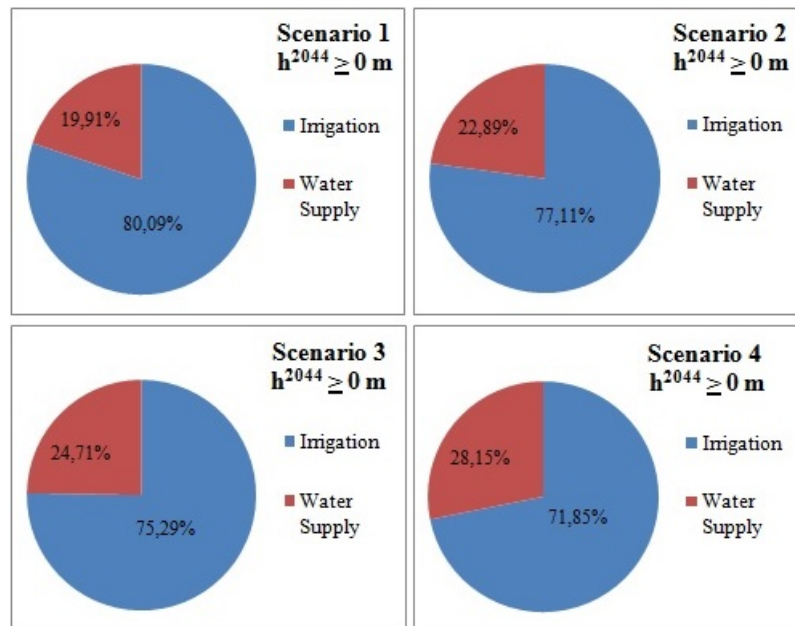 Scenario 1
h²⁰⁴⁴ ≥ 0 m
19,91%
80,09%
Irrigation
Water
Supply
Scenario 2
h²⁰⁴⁴ ≥ 0 m
22,89%
77,11%
Irrigation
Water
Supply
Scenario 3
h²⁰⁴⁴ ≥ 0 m
24,71%
75,29%
Irrigation
Water
Supply
Scenario 4
h²⁰⁴⁴ ≥ 0 m
28,15%
71,85%
Irrigation
Water
Supply